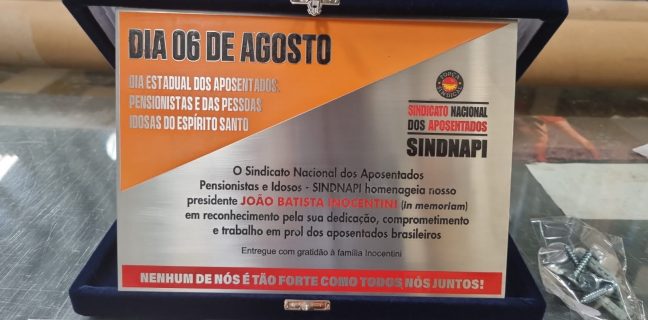 DIA 06 DE AGOSTO
DIA ESTADUAL DOS APOSENTADOS,
PENSIONISTAS E DAS PESSOAS
IDOSAS DO ESPÍRITO SANTO
FORÇA
SINDICAL
SINDICATO NACIONAL
DOS APOSENTADOS
SINDNAPI
O Sindicato Nacional dos Aposentados
Pensionistas e Idosos - SINDNAPI homenageia nosso
presidente JOÃO BATISTA INOCENTINI (in memoriam)
em reconhecimento pela sua dedicação, comprometimento
e trabalho em prol dos aposentados brasileiros
Entregue com gratidão à família Inocentini
NENHUM DE NÓS É TÃO FORTE COMO TODOS NÓS JUNTOS!